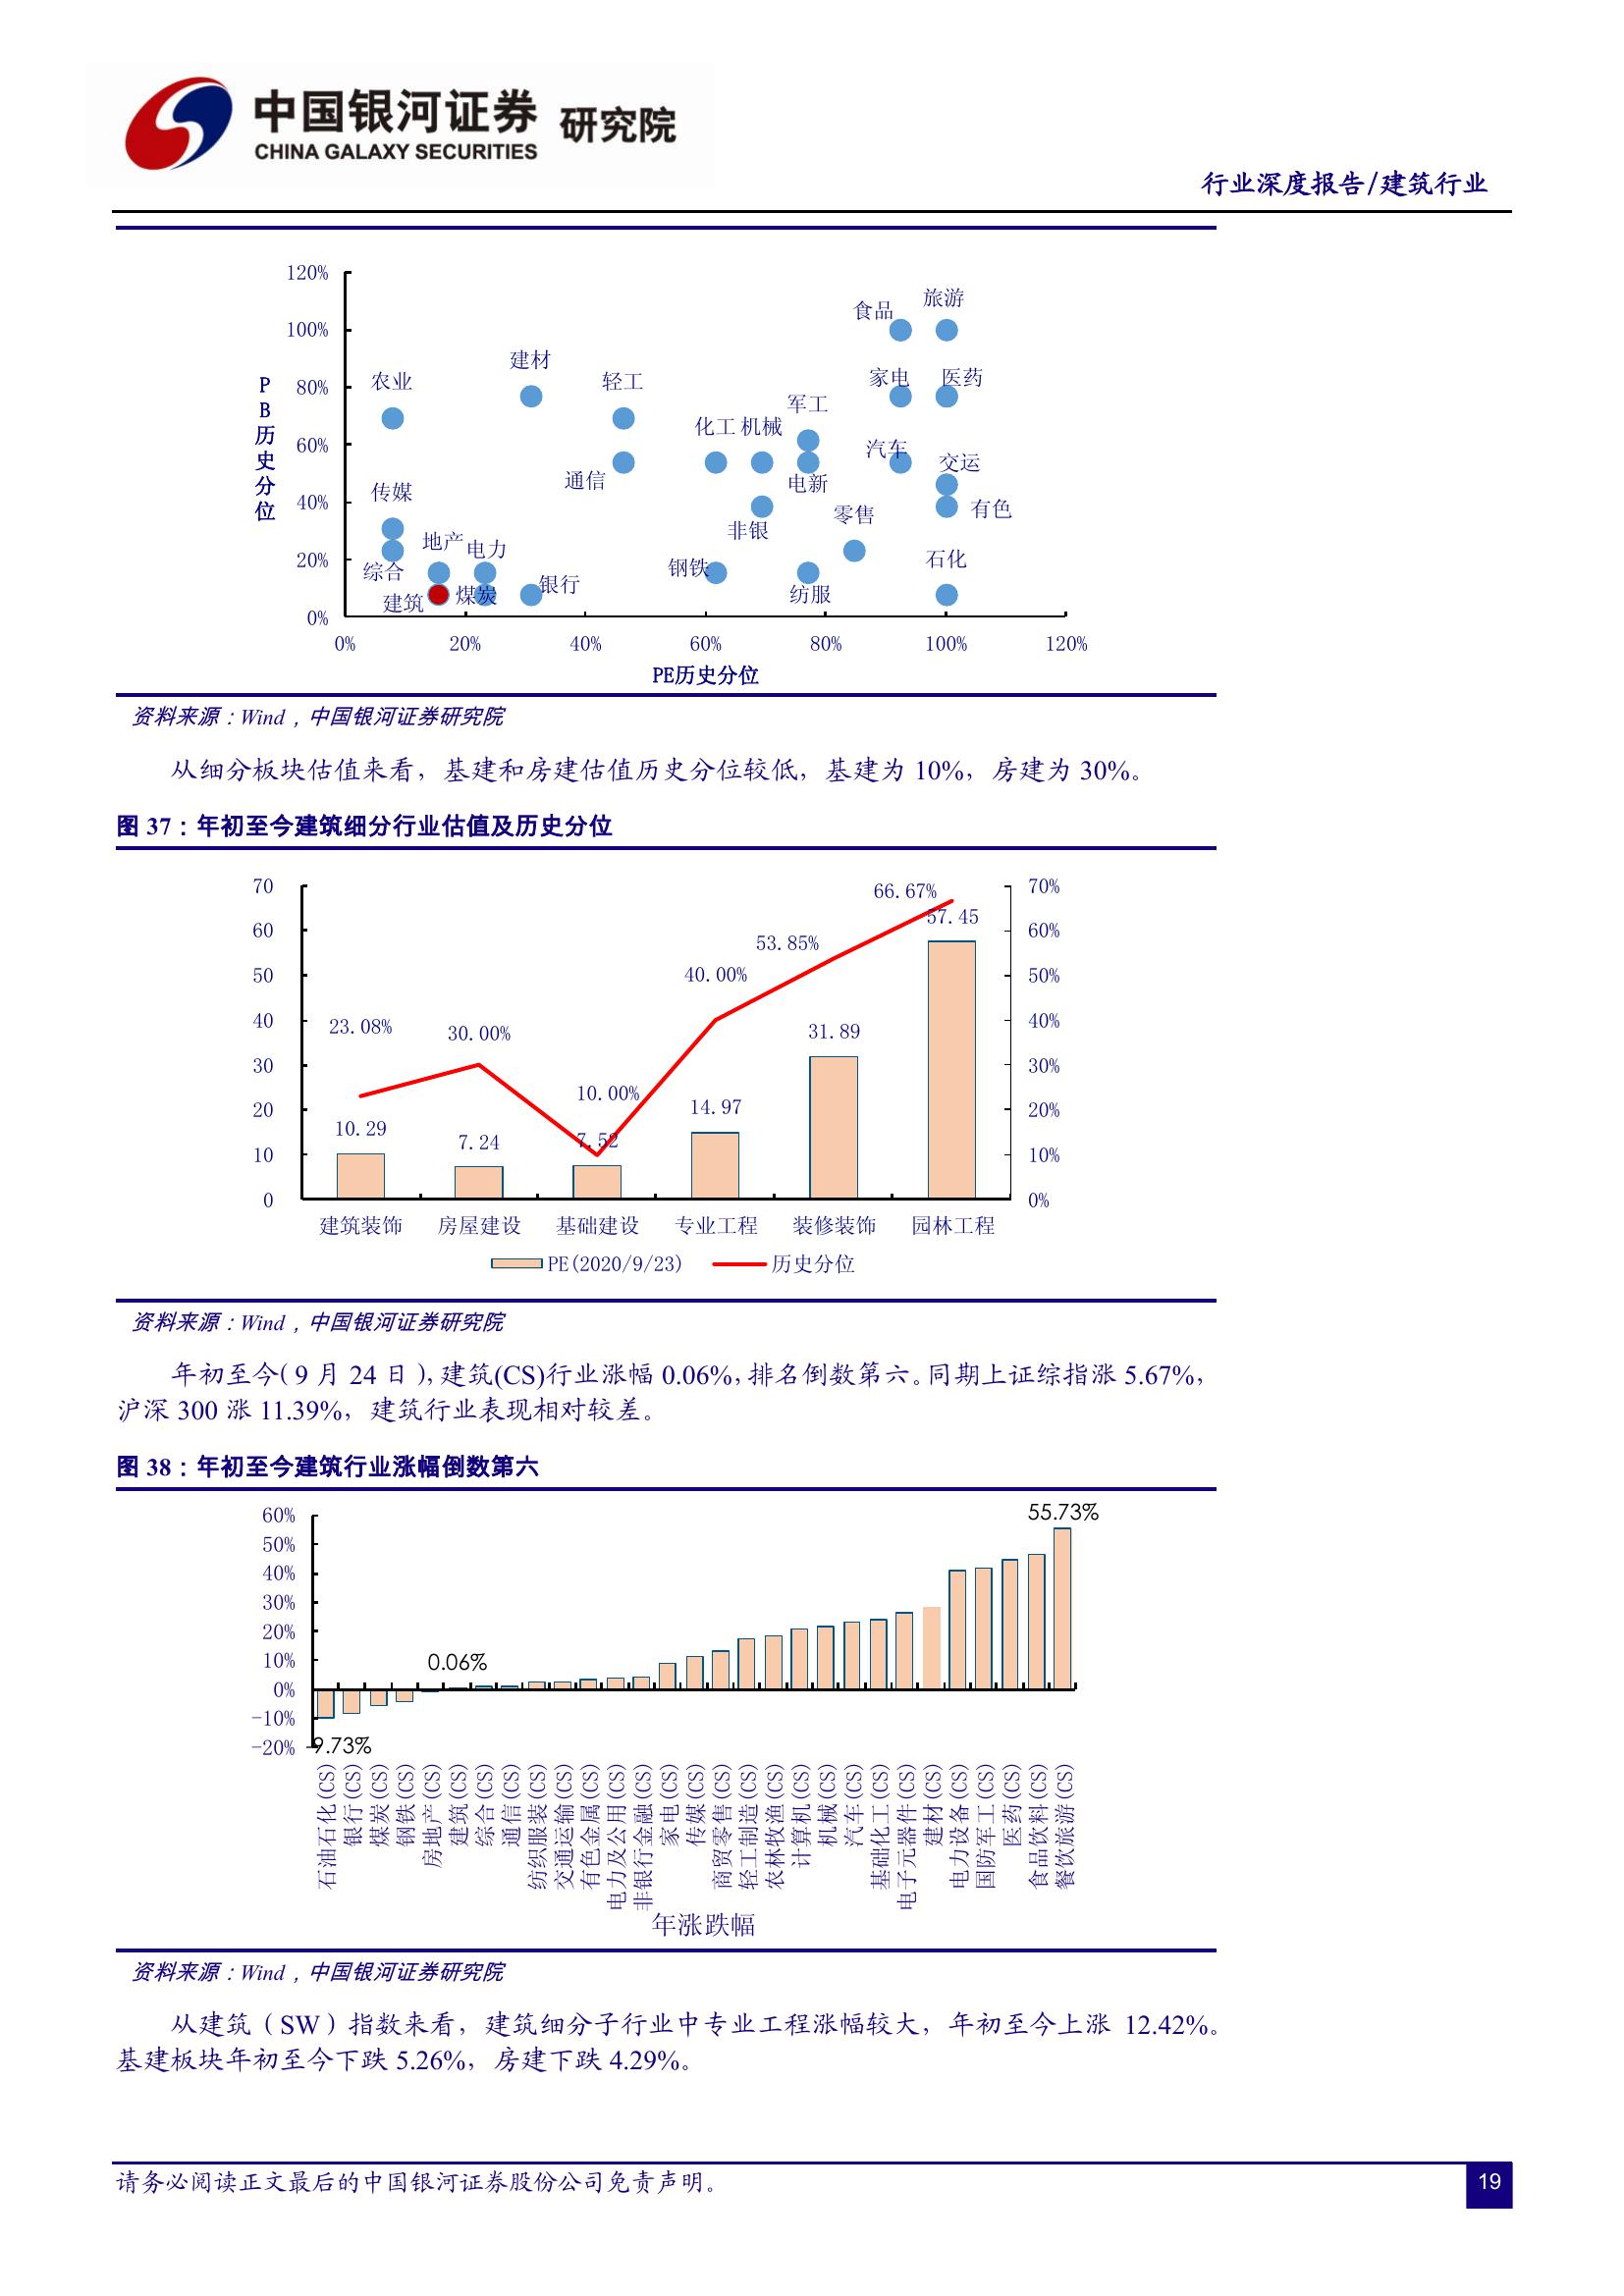 中国银河证券 研究院
CHINA GALAXY SECURITIES
行业深度报告/建筑行业
120%
100%
80%
60%
40%
20%
0%
PB历史分位
食品
旅游
建材
农业
轻工
家电
医药
军工
化工
机械
汽车
交运
通信
电新
传媒
有色
零售
非银
地产
电力
石化
综合
钢铁
银行
建筑
煤炭
纺服
0%
20%
40%
60%
80%
100%
120%
PE历史分位
资料来源：Wind，中国银河证券研究院
从细分板块估值来看，基建和房建估值历史分位较低，基建为 10%，房建为 30%。
图 37：年初至今建筑细分行业估值及历史分位
70
60
50
40
30
20
10
0
70%
60%
50%
40%
30%
20%
10%
0%
23.08%
30.00%
10.00%
40.00%
53.85%
66.67%
10.29
7.24
7.52
14.97
31.89
57.45
建筑装饰
房屋建设
基础建设
专业工程
装修装饰
园林工程
PE(2020/9/23)
历史分位
资料来源：Wind，中国银河证券研究院
年初至今（9 月 24 日），建筑(CS)行业涨幅 0.06%，排名倒数第六。同期上证综指涨 5.67%，
沪深 300 涨 11.39%，建筑行业表现相对较差。
图 38：年初至今建筑行业涨幅倒数第六
60%
50%
40%
30%
20%
10%
0%
-10%
-20%
55.73%
0.06%
-9.73%
石油石化(CS)
银行(CS)
煤炭(CS)
钢铁(CS)
房地产(CS)
建筑(CS)
综合(CS)
通信(CS)
纺织服装(CS)
交通运输(CS)
有色金属(CS)
电力及公用(CS)
非银行金融(CS)
家电(CS)
传媒(CS)
商贸零售(CS)
轻工制造(CS)
农林牧渔(CS)
计算机(CS)
机械(CS)
汽车(CS)
基础化工(CS)
电子元器件(CS)
建材(CS)
电力设备(CS)
国防军工(CS)
医药(CS)
食品饮料(CS)
餐饮旅游(CS)
年涨跌幅
资料来源：Wind，中国银河证券研究院
从建筑（SW）指数来看，建筑细分子行业中专业工程涨幅较大，年初至今上涨 12.42%。
基建板块年初至今下跌 5.26%，房建下跌 4.29%。
请务必阅读正文最后的中国银河证券股份公司免责声明。
19